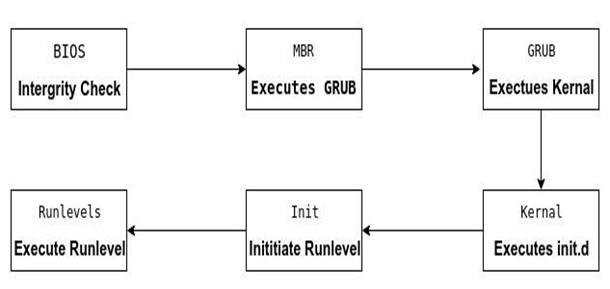 BIOS
Intergrity Check
MBR
Executes GRUB
GRUB
Exectues Kernal
Kernal
Executes init.d
Init
Inititiate Runlevel
Runlevels
Execute Runlevel